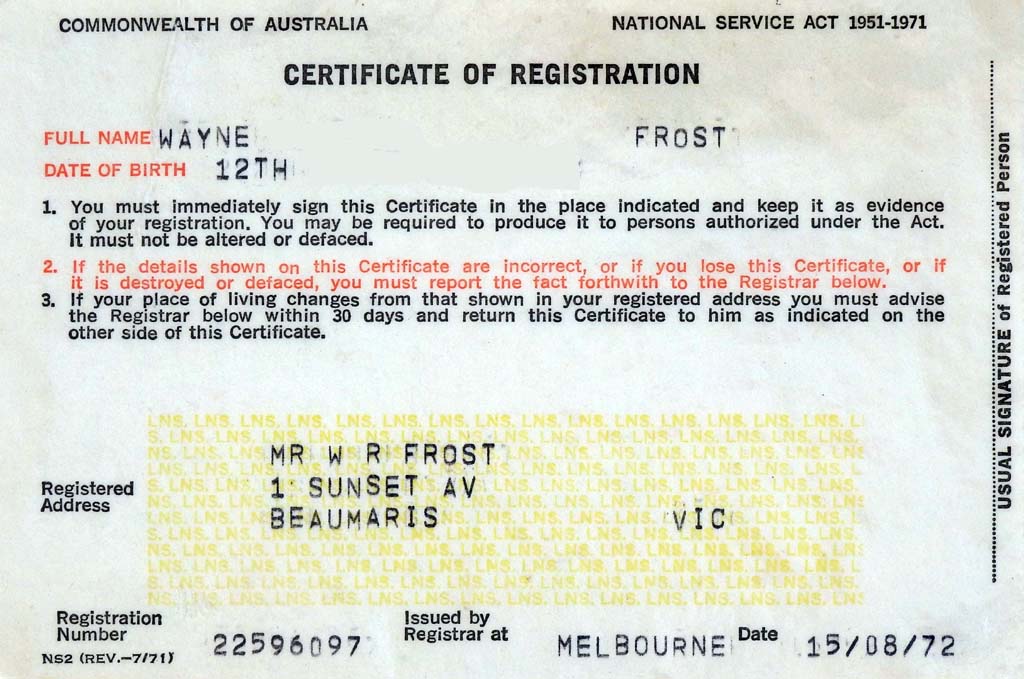 COMMONWEALTH OF AUSTRALIA NATIONAL SERVICE ACT 1951-1971
CERTIFICATE OF REGISTRATION
FULL NAME WAYNE FROST
DATE OF BIRTH 12TH
1. You must immediately sign this Certificate in the place indicated and keep it as evidence
of your registration. You may be required to produce it to persons authorized under the Act.
It must not be altered or defaced.
2. If the details shown on this Certificate are incorrect, or if you lose this Certificate, or if
it is destroyed or defaced, you must report the fact forthwith to the Registrar below.
3. If your place of living changes from that shown in your registered address you must advise
the Registrar below within 30 days and return this Certificate to him as indicated on the
other side of this Certificate.
MR W R FROST
Registered 1 SUNSET AV
Address BEAUMARIS VIC
Registration Number 22596097 Issued by Registrar at MELBOURNE Date 15/08/72
NS2 (REV.-7/71)
USUAL SIGNATURE of Registered Person